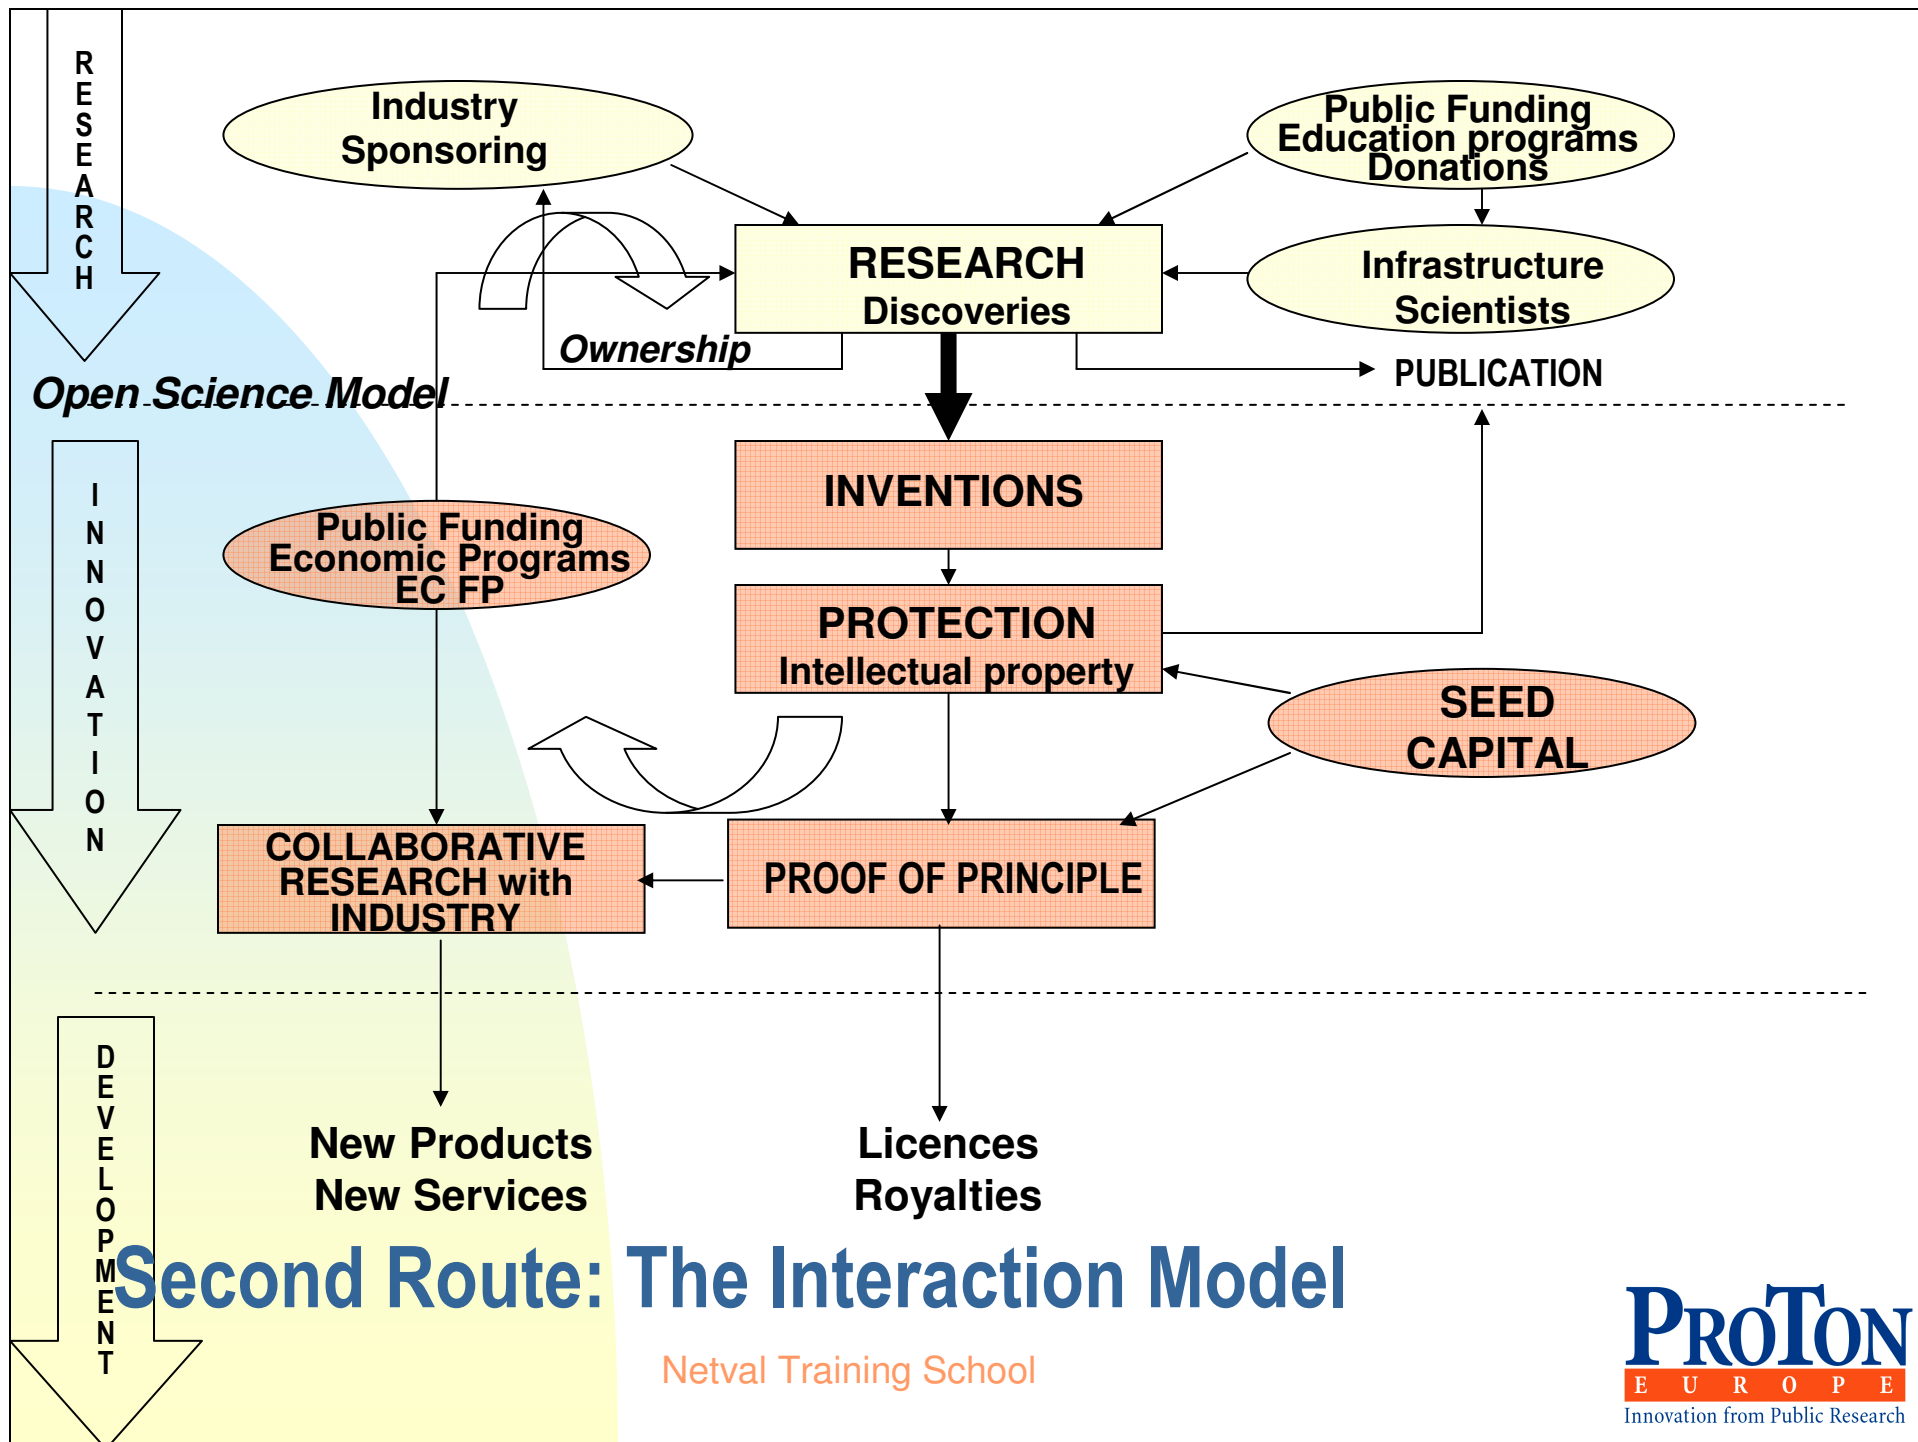 RESEARCH
Industry
Sponsoring
Public Funding
Education programs
Donations
RESEARCH
Discoveries
Infrastructure
Scientists
Ownership
PUBLICATION
Open Science Model
INNOVATION
INVENTIONS
Public Funding
Economic Programs
EC FP
PROTECTION
Intellectual property
SEED
CAPITAL
COLLABORATIVE
RESEARCH with
INDUSTRY
PROOF OF PRINCIPLE
DEVELOPMENT
New Products
New Services
Licences
Royalties
Second Route: The Interaction Model
Netval Training School
PROTON
EUROPE
Innovation from Public Research